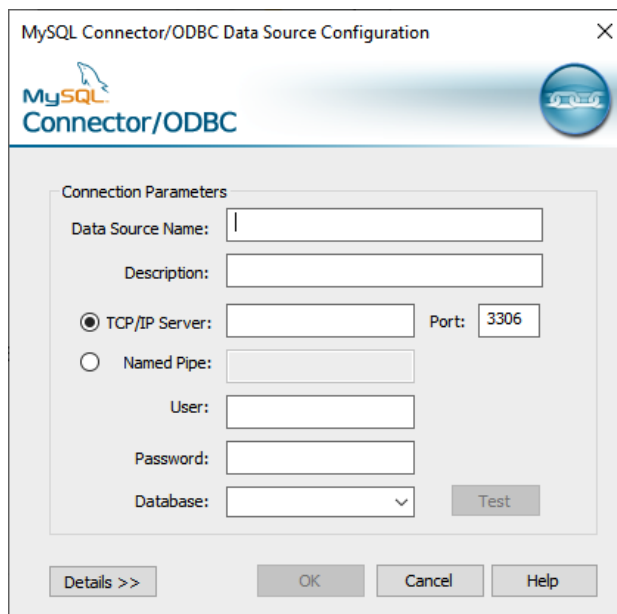 MySQL Connector/ODBC Data Source Configuration
MySQL
Connector/ODBC
Connection Parameters
Data Source Name:
Description:
TCP/IP Server:
Port: 3306
Named Pipe:
User:
Password:
Database:
Test
Details >>
OK
Cancel
Help